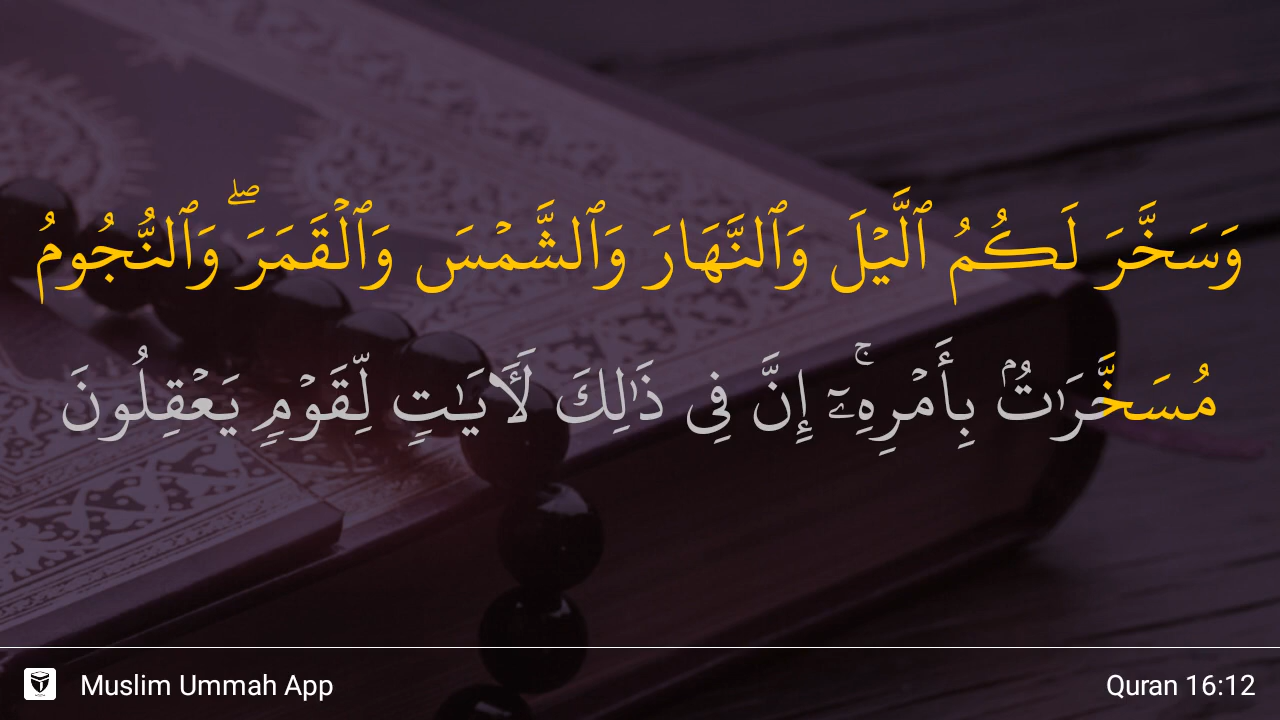 وَسَخَّرَ لَكُمُ ٱلَّيْلَ وَٱلنَّهَارَ وَٱلشَّمْسَ وَٱلْقَمَرَ ۖ وَٱلنُّجُومُ
مُسَخَّرَٰتٌۢ بِأَمْرِهِۦٓ ۚ إِنَّ فِى ذَٰلِكَ لَـَٔايَـٰتٍ لِّقَوْمٍ يَعْقِلُونَ
Muslim Ummah App
Quran 16:12